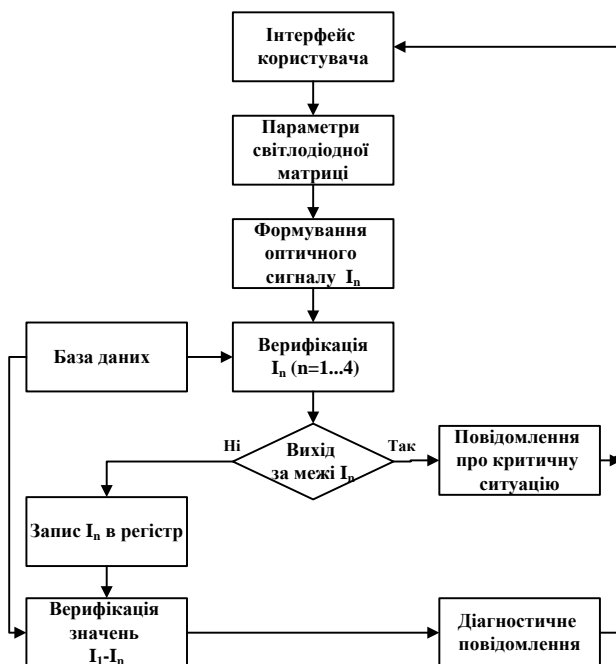 Інтерфейс
користувача
Параметри
світлодіодної
матриці
Формування
оптичного
сигналу Iₙ
База даних
Верифікація
Iₙ (n=1...4)
Ні
Вихід
за межі Iₙ
Так
Повідомлення
про критичну
ситуацію
Запис Iₙ в регістр
Верифікація
значень
I₁-Iₙ
Діагностичне
повідомлення